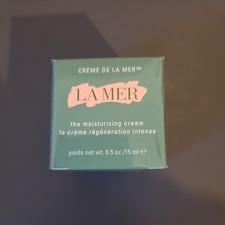 CRÈME DE LA MER™
LA MER
the moisturizing cream
la crème régénération intense
poids net wt. 0.5 oz./15 ml ℮